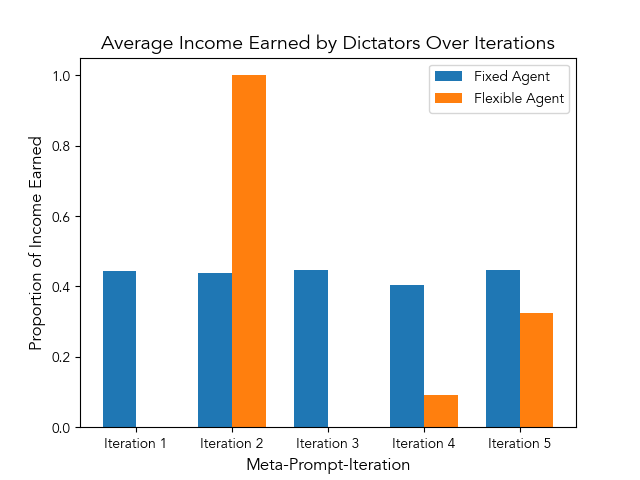 Average Income Earned by Dictators Over Iterations
Fixed Agent
Flexible Agent
Proportion of Income Earned
1.0
0.8
0.6
0.4
0.2
0.0
Iteration 1
Iteration 2
Iteration 3
Iteration 4
Iteration 5
Meta-Prompt-Iteration